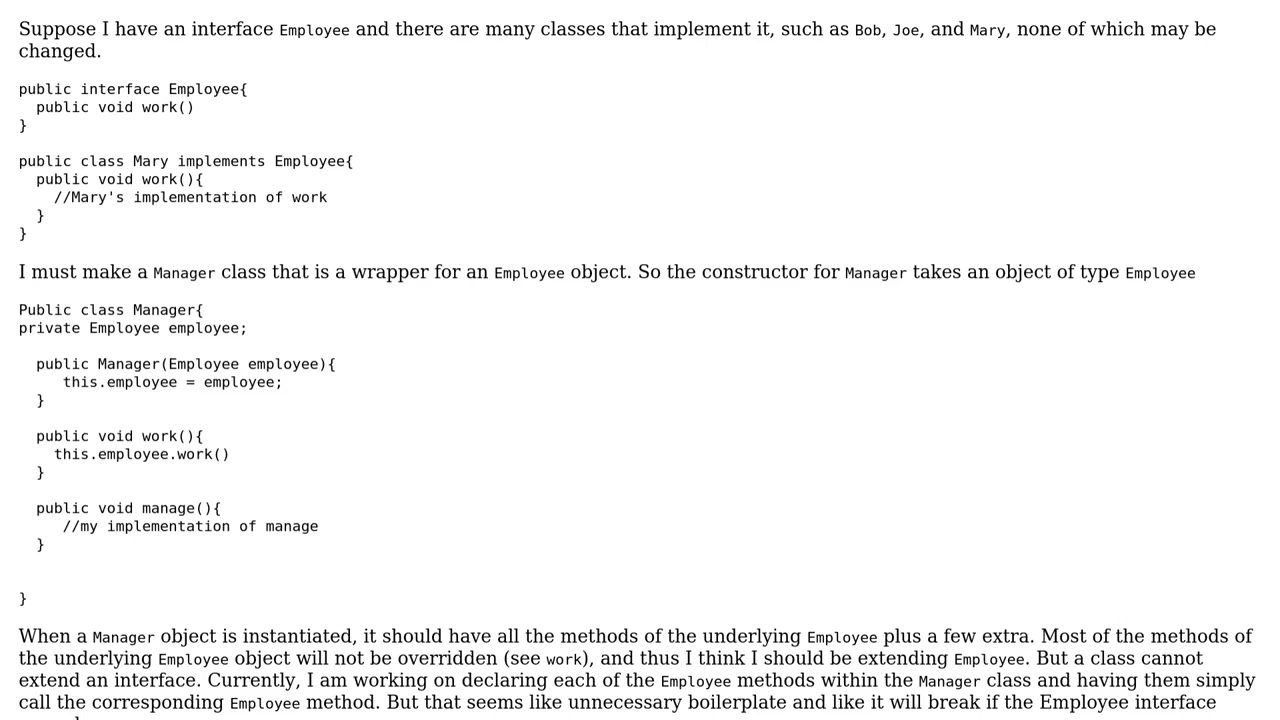 Suppose I have an interface Employee and there are many classes that implement it, such as Bob, Joe, and Mary, none of which may be
changed.
public interface Employee{
  public void work()
}
public class Mary implements Employee{
  public void work(){
    //Mary's implementation of work
  }
}
I must make a Manager class that is a wrapper for an Employee object. So the constructor for Manager takes an object of type Employee
Public class Manager{
private Employee employee;
  public Manager(Employee employee){
     this.employee = employee;
  }
  public void work(){
    this.employee.work()
  }
  public void manage(){
     //my implementation of manage
  }
}
When a Manager object is instantiated, it should have all the methods of the underlying Employee plus a few extra. Most of the methods of
the underlying Employee object will not be overridden (see work), and thus I think I should be extending Employee. But a class cannot
extend an interface. Currently, I am working on declaring each of the Employee methods within the Manager class and having them simply
call the corresponding Employee method. But that seems like unnecessary boilerplate and like it will break if the Employee interface